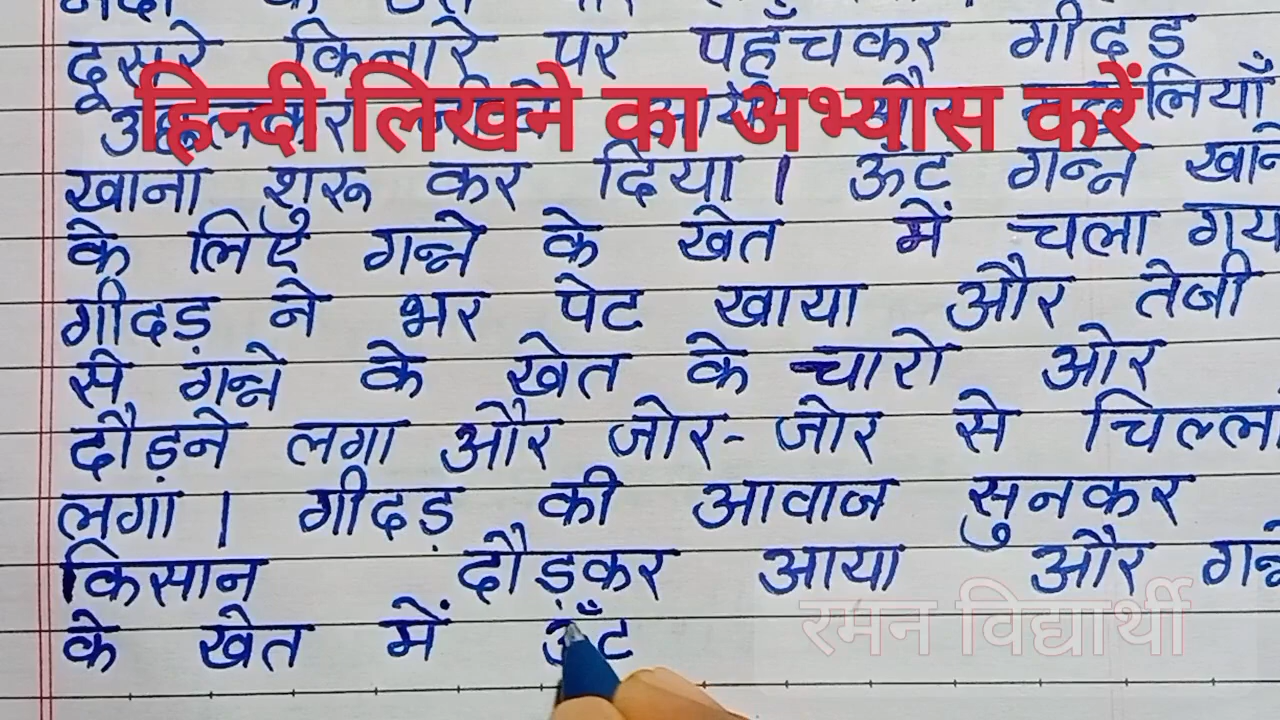 दूसरे किनारे पर पहुँचकर गीदड़
हिन्दी लिखने का अभ्यास करें
खाना शुरू कर दिया। ऊँट गन्ने खाने
के लिए गन्ने के खेत में चला गय
गीदड़ ने भर पेट खाया और तेजी
से गन्ने के खेत के चारो ओर
दौड़ने लगा और जोर-जोर से चिल्ला
लगा। गीदड़ की आवाज सुनकर
किसान दौड़कर आया और गन्ने
के खेत में ऊँट
रमन विद्यार्थी